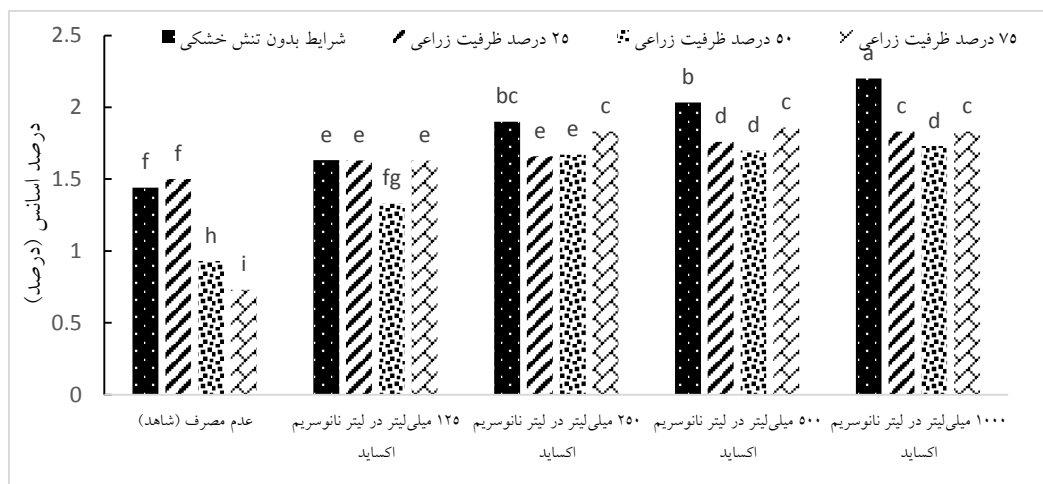 شرایط بدون تنش خشکی
۲۵ درصد ظرفیت زراعی
۵۰ درصد ظرفیت زراعی
۷۵ درصد ظرفیت زراعی
درصد اسانس (درصد)
2.5
2
1.5
1
0.5
0
f f h i
e e fg e
bc e e c
b d d c
a c d c
عدم مصرف (شاهد)
۱۲۵ میلی‌لیتر در لیتر نانوسریم
اکساید
۲۵۰ میلی‌لیتر در لیتر نانوسریم
اکساید
۵۰۰ میلی‌لیتر در لیتر نانوسریم
اکساید
۱۰۰۰ میلی‌لیتر در لیتر نانوسریم
اکساید